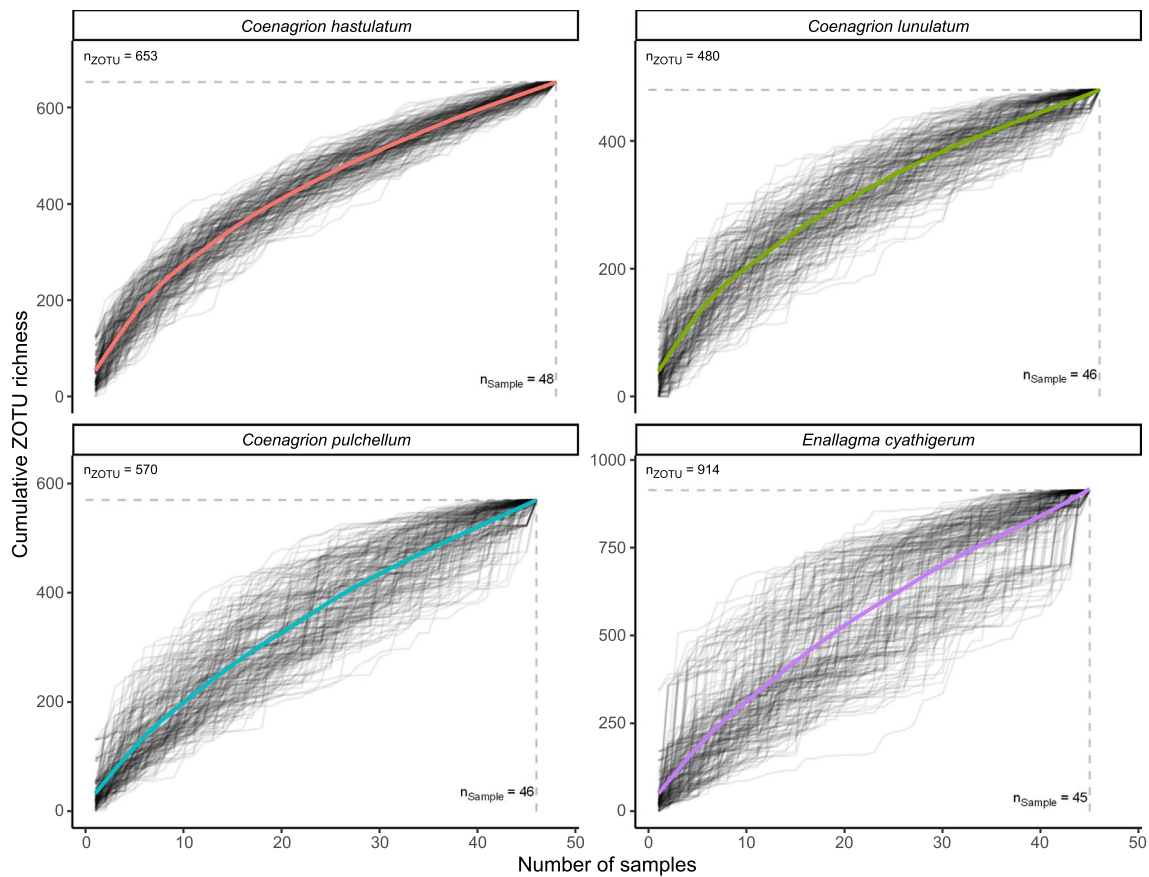 Coenagrion hastulatum
Coenagrion lunulatum
nZOTU = 653
nZOTU = 480
600
400
200
0
400
200
0
nSample = 48
nSample = 46
Coenagrion pulchellum
Enallagma cyathigerum
nZOTU = 570
nZOTU = 914
600
400
200
0
1000
750
500
250
0
nSample = 46
nSample = 45
0 10 20 30 40 50
0 10 20 30 40 50
Number of samples
Cumulative ZOTU richness